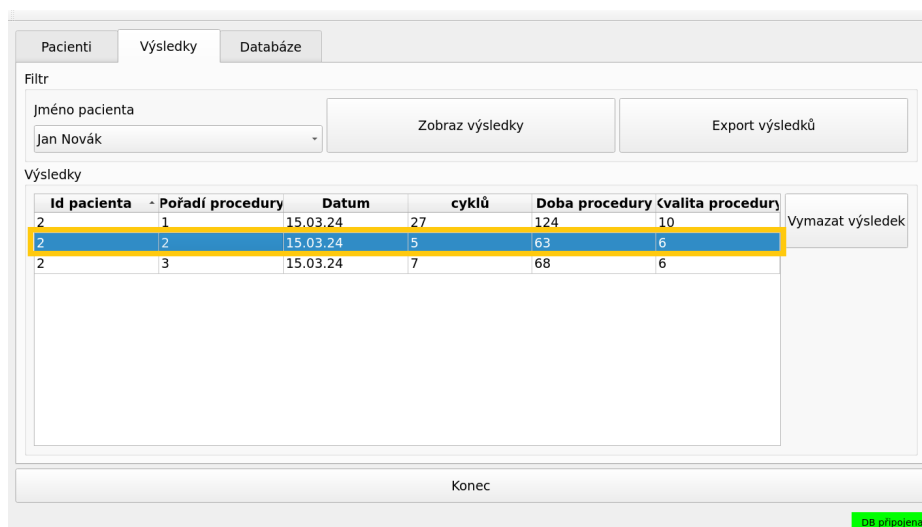 Pacienti Výsledky Databáze
Filtr
Jméno pacienta
Jan Novák Zobraz výsledky Export výsledků
Výsledky
Id pacienta Pořadí procedury Datum cyklů Doba procedury Kvalita procedury
2 1 15.03.24 27 124 10
2 2 15.03.24 5 63 6
2 3 15.03.24 7 68 6
Vymazat výsledek
Konec
DB připojena